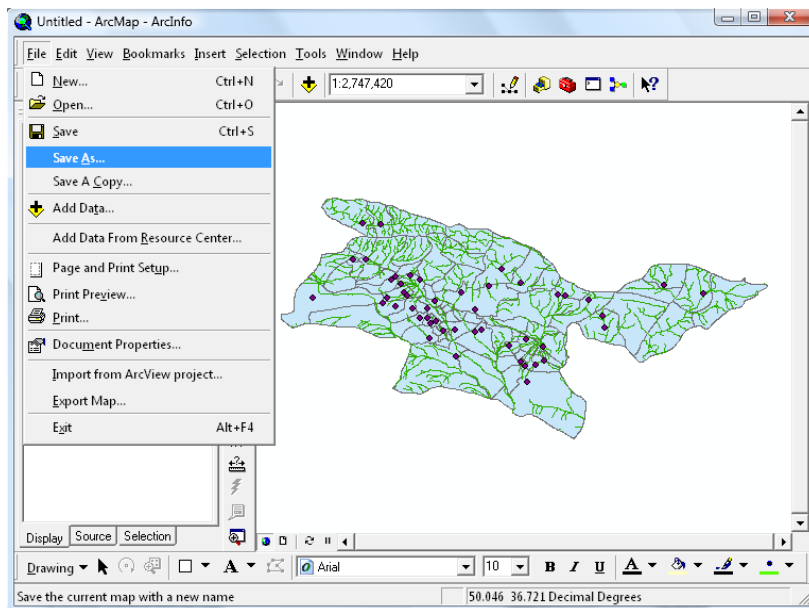 Untitled - ArcMap - ArcInfo
File Edit View Bookmarks Insert Selection Tools Window Help
New... Ctrl+N
1:2,747,420
Open... Ctrl+O
Save Ctrl+S
Save As...
Save A Copy...
Add Data...
Add Data From Resource Center...
Page and Print Setup...
Print Preview...
Print...
Document Properties...
Import from ArcView project...
Export Map...
Exit Alt+F4
Display Source Selection
Drawing A Arial 10 B I U A
Save the current map with a new name 50.046 36.721 Decimal Degrees